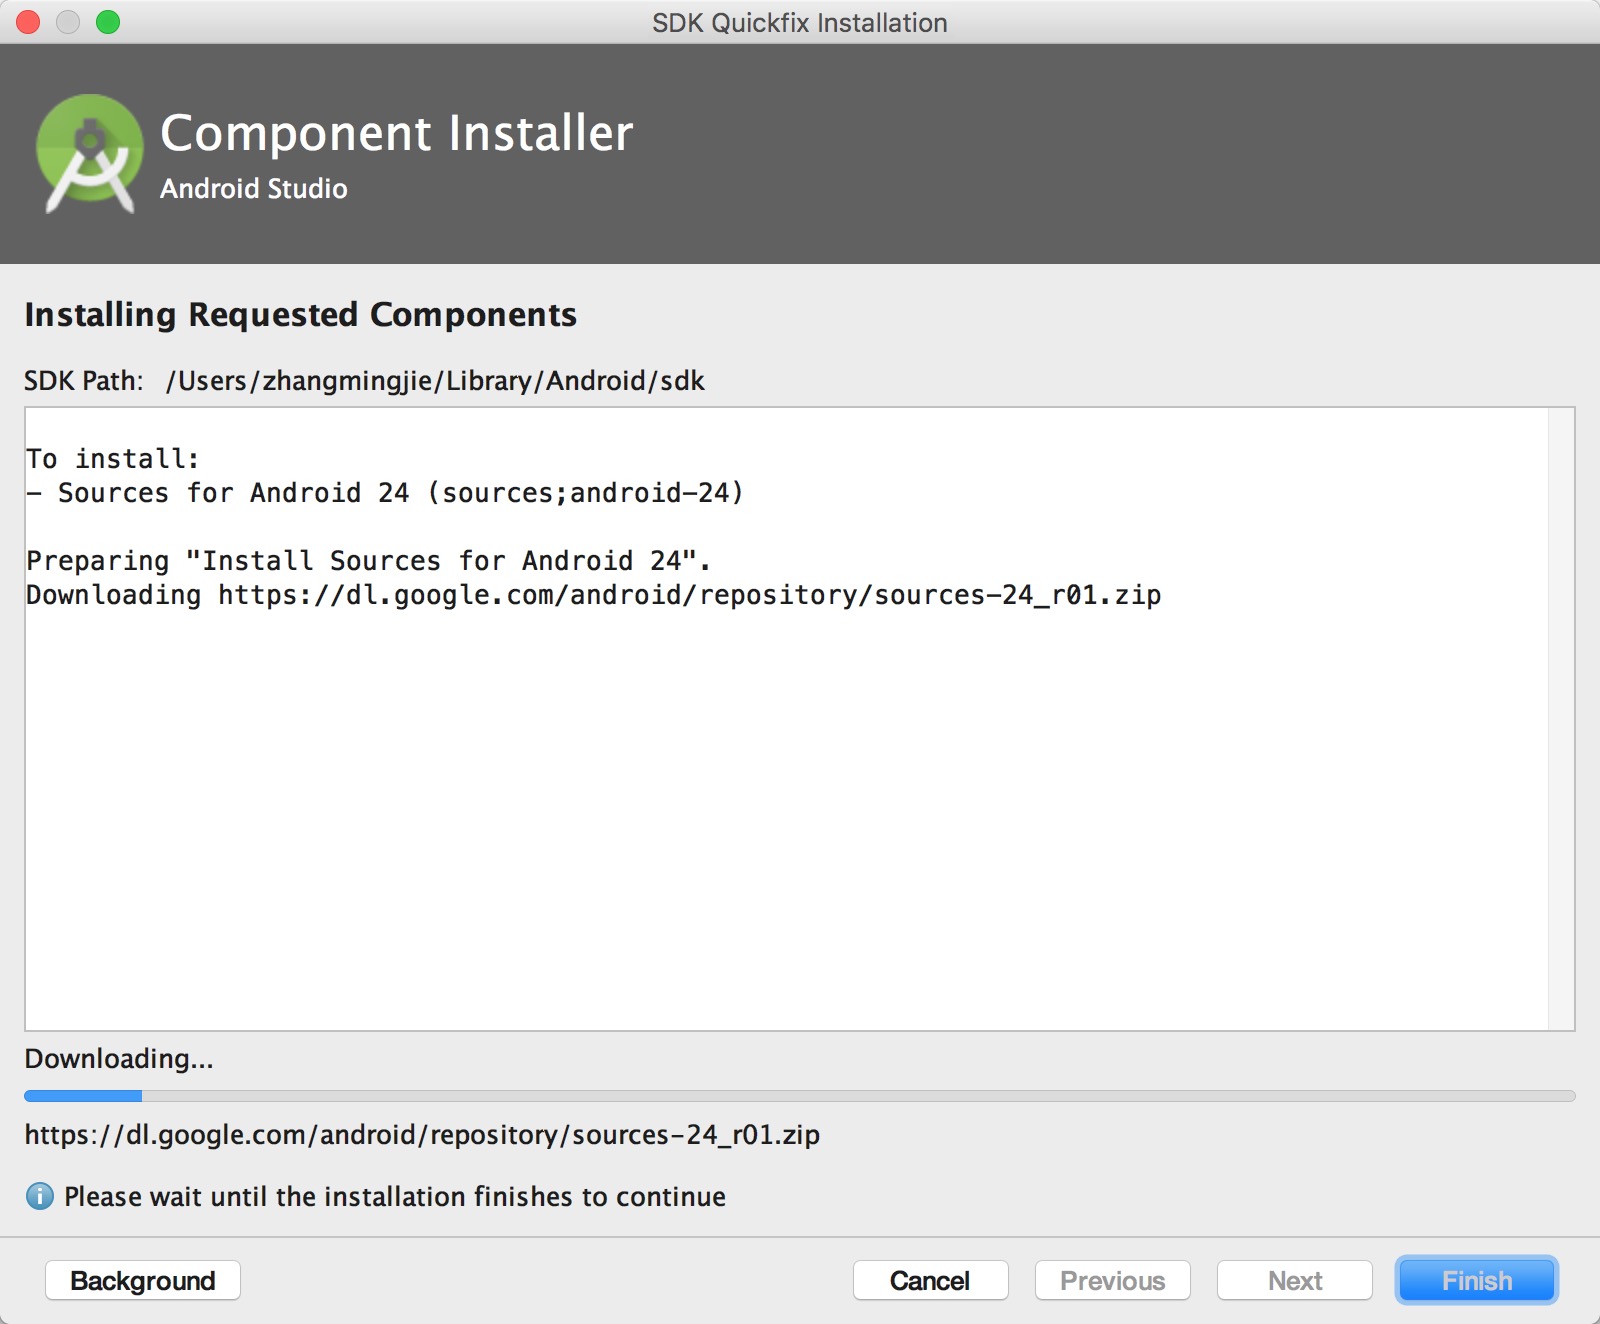 SDK Quickfix Installation
Component Installer
Android Studio
Installing Requested Components
SDK Path: /Users/zhangmingjie/Library/Android/sdk
To install:
- Sources for Android 24 (sources;android-24)
Preparing "Install Sources for Android 24".
Downloading https://dl.google.com/android/repository/sources-24_r01.zip
Downloading...
https://dl.google.com/android/repository/sources-24_r01.zip
Please wait until the installation finishes to continue
Background Cancel Previous Next Finish